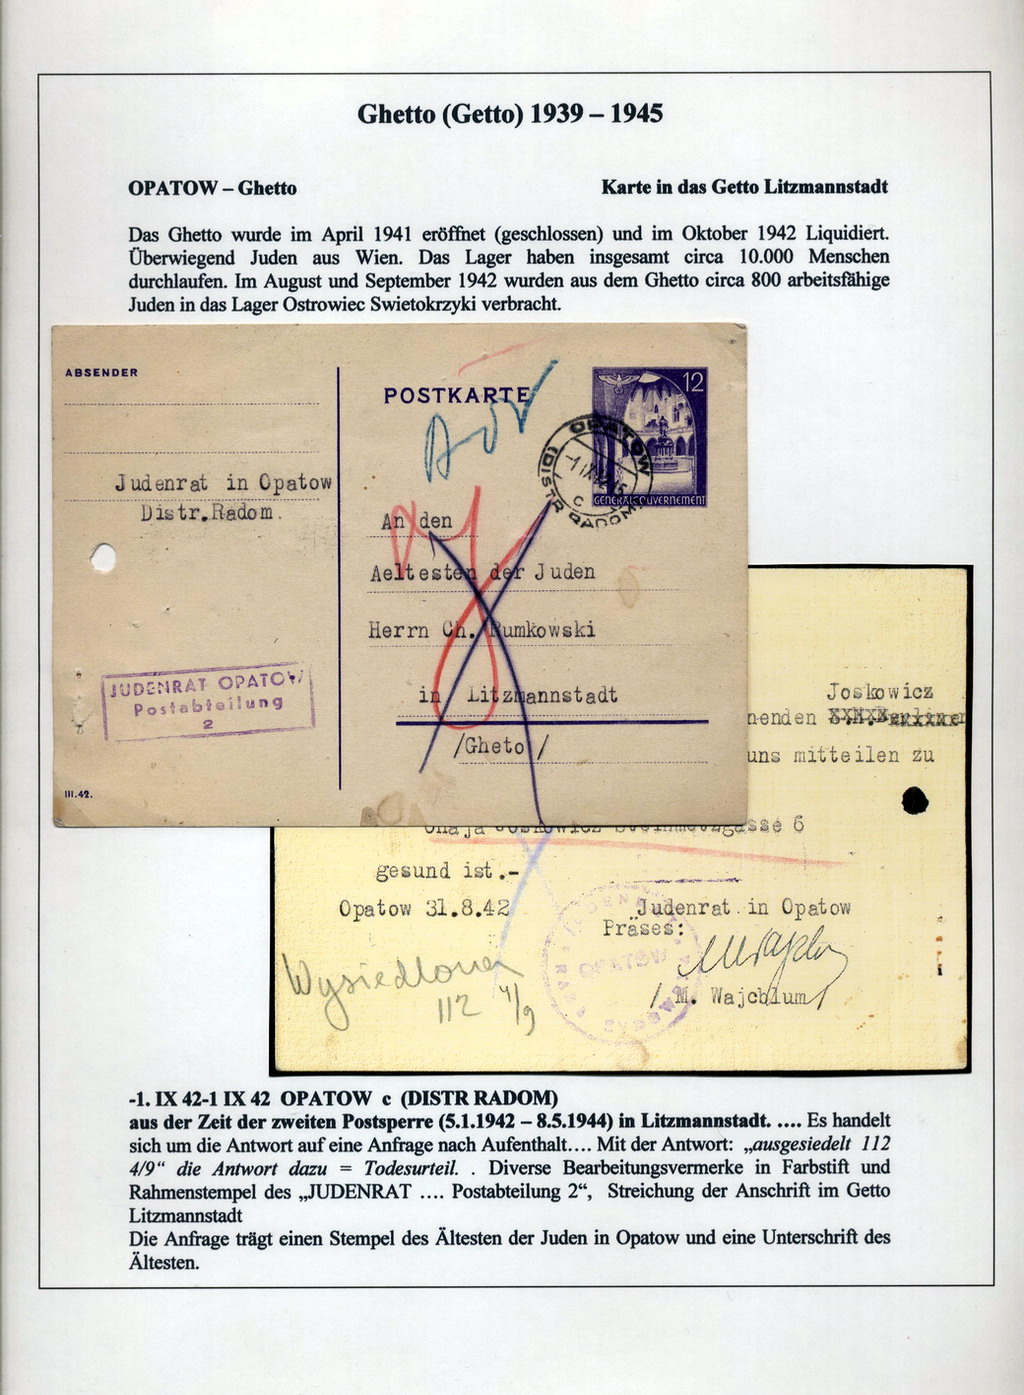 Ghetto (Getto) 1939 – 1945
OPATOW – Ghetto
Karte in das Getto Litzmannstadt
Das Ghetto wurde im April 1941 eröffnet (geschlossen) und im Oktober 1942 Liquidiert.
Überwiegend Juden aus Wien. Das Lager haben insgesamt circa 10.000 Menschen
durchlaufen. Im August und September 1942 wurden aus dem Ghetto circa 800 arbeitsfähige
Juden in das Lager Ostrowiec Swietokrzyki verbracht.
ABSENDER
Judenrat in Opatow
Distr.Radom.
JUDENRAT OPATOW
Postabteilung
2
III.42.
POSTKARTE
12
GENERALGOUVERNEMENT
OPATOW
(DISTR RADOM)
c
An den
Aeltesten der Juden
Herrn Ch. Rumkowski
in Litzmannstadt
/Gheto/
Joskowicz
nenden
uns mitteilen zu
Chaja Joskowicz Steinmetzgasse 6
gesund ist.-
Opatow 31.8.42
Judenrat in Opatow
Präses:
OPATOW
/ M. Wajcblum/
Wysiedlona
112 4/9
-1. IX 42-1 IX 42 OPATOW c (DISTR RADOM)
aus der Zeit der zweiten Postsperre (5.1.1942 – 8.5.1944) in Litzmannstadt. …. Es handelt
sich um die Antwort auf eine Anfrage nach Aufenthalt…. Mit der Antwort: „ausgesiedelt 112
4/9“ die Antwort dazu = Todesurteil. . Diverse Bearbeitungsvermerke in Farbstift und
Rahmenstempel des „JUDENRAT …. Postabteilung 2“, Streichung der Anschrift im Getto
Litzmannstadt
Die Anfrage trägt einen Stempel des Ältesten der Juden in Opatow und eine Unterschrift des
Ältesten.